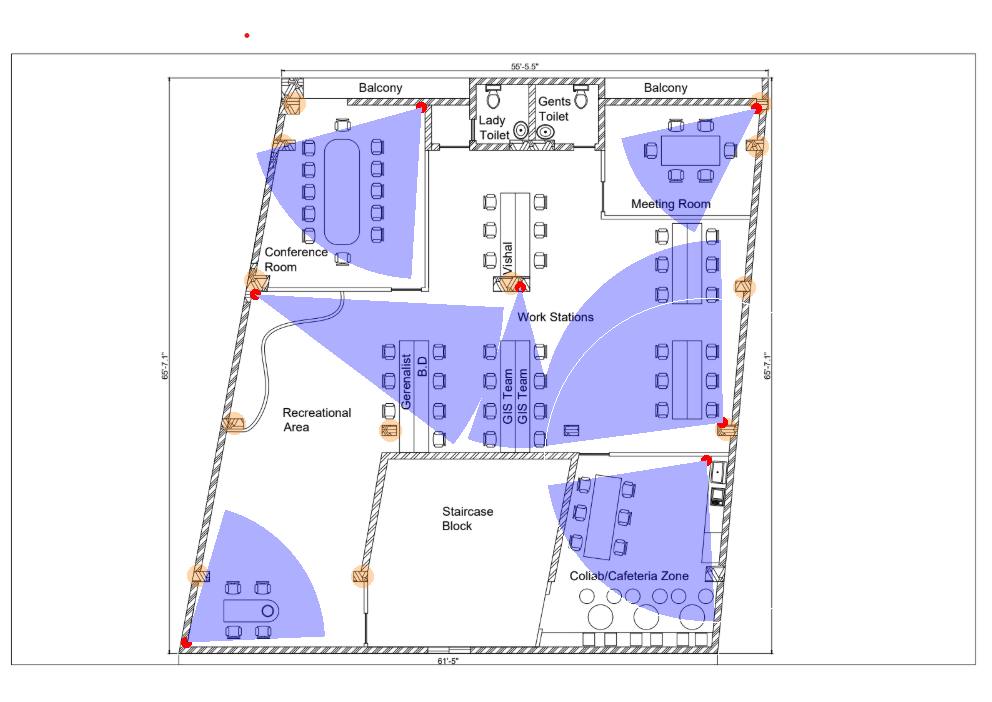 55'-5.5"
Balcony
Balcony
Lady
Toilet
Gents
Toilet
Meeting Room
Conference
Room
Vishal
Work Stations
65'-7.1"
65'-7.1"
Gerenalist
B.D
GIS Team
GIS Team
Recreational
Area
Staircase
Block
Collab/Cafeteria Zone
61'-5"